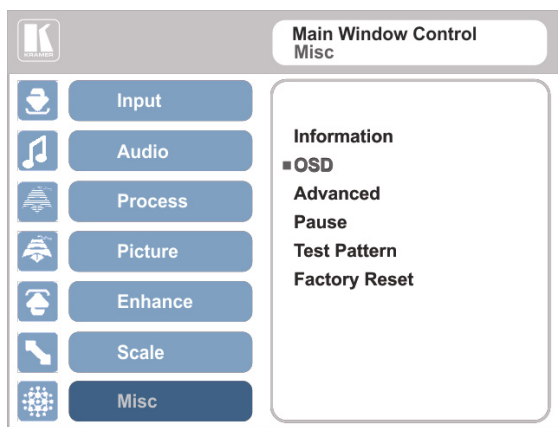 KRAMER
Main Window Control
Misc
Input
Audio
Process
Picture
Enhance
Scale
Misc
Information
OSD
Advanced
Pause
Test Pattern
Factory Reset